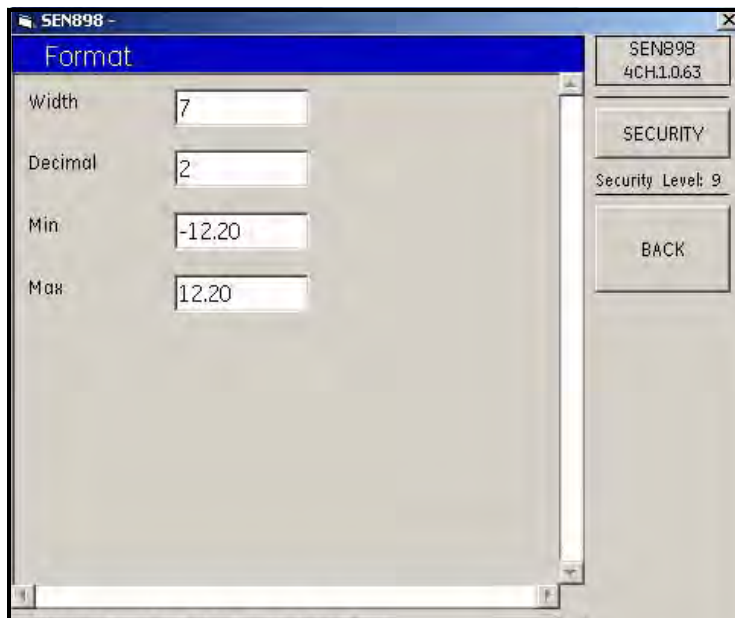 SEN898 -
Format
Width 7
Decimal 2
Min -12.20
Max 12.20
SEN898
4CH.1.0.63
SECURITY
Security Level: 9
BACK